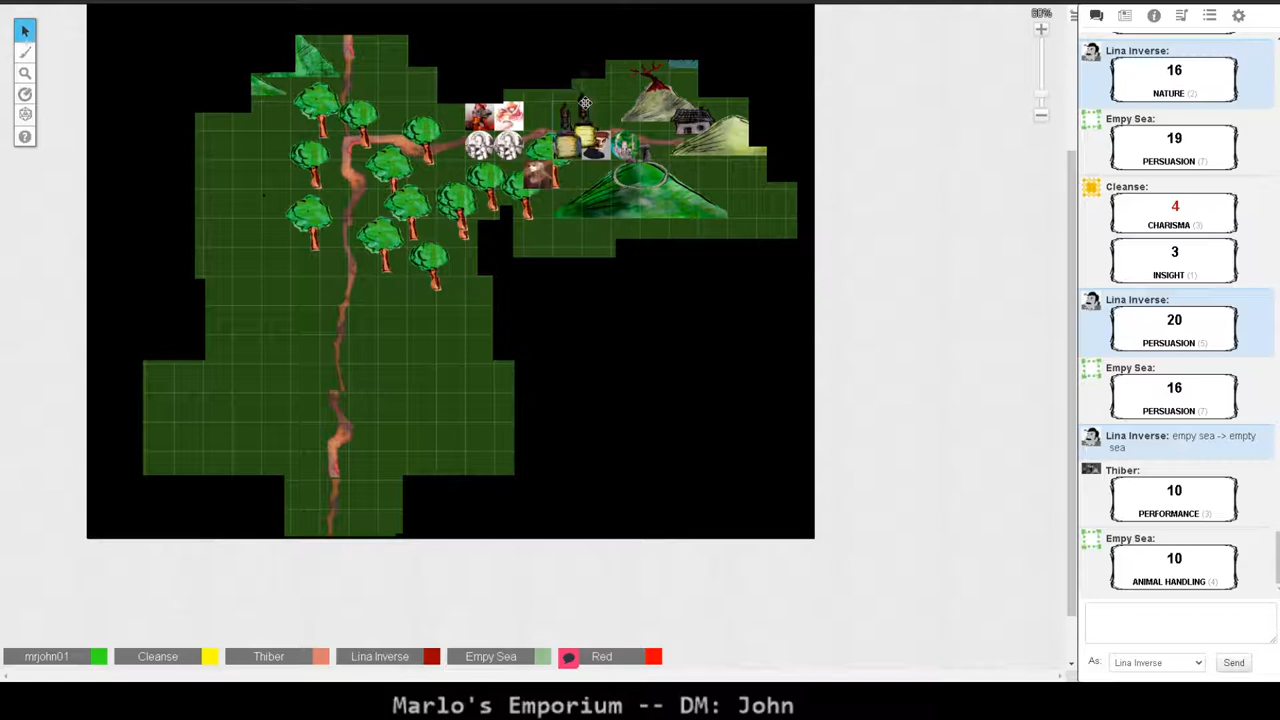 80%
Lina Inverse:
16
NATURE (2)
Empy Sea:
19
PERSUASION (7)
Cleanse:
4
CHARISMA (3)
3
INSIGHT (1)
Lina Inverse:
20
PERSUASION (5)
Empy Sea:
16
PERSUASION (7)
Lina Inverse: empy sea -> empty
sea
Thiber:
10
PERFORMANCE (3)
Empy Sea:
10
ANIMAL HANDLING (4)
As: Lina Inverse Send
mrjohn01 Cleanse Thiber Lina Inverse Empy Sea Red
Marlo's Emporium -- DM: John